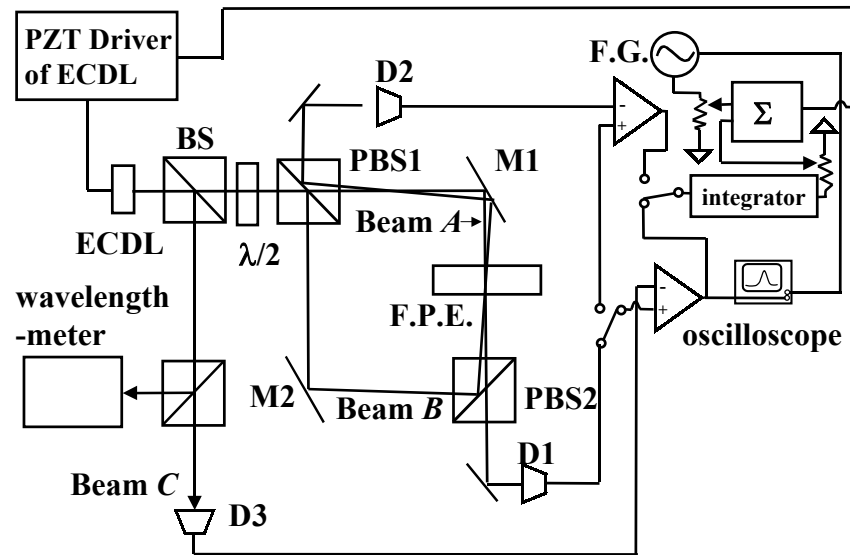 PZT Driver
of ECDL
D2
F.G.
-
+
Σ
BS
PBS1
M1
Beam A
integrator
ECDL
λ/2
-
+
wavelength
-meter
F.P.E.
oscilloscope
M2
Beam B
PBS2
D1
Beam C
D3